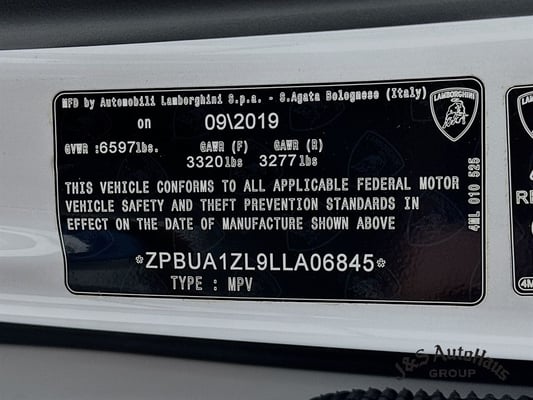 MFD by Automobili Lamborghini S.p.a. - S.Agata Bolognese (Italy)
on 09\2019
GVWR :6597lbs. GAWR (F) GAWR (R)
3320lbs 3277lbs
THIS VEHICLE CONFORMS TO ALL APPLICABLE FEDERAL MOTOR
VEHICLE SAFETY AND THEFT PREVENTION STANDARDS IN
EFFECT ON THE DATE OF MANUFACTURE SHOWN ABOVE
*ZPBUA1ZL9LLA06845*
TYPE : MPV
LAMBORGHINI
4ML 010 525
J&S AutoHaus
GROUP